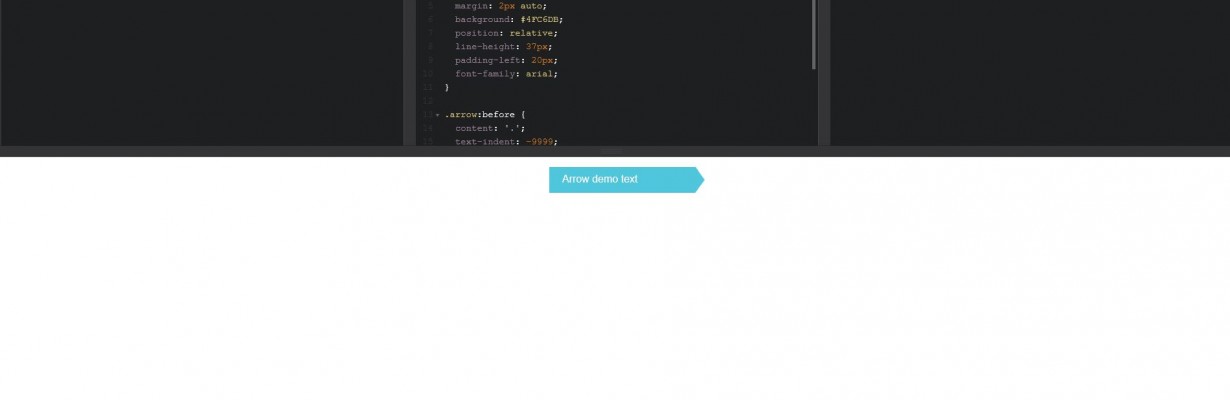 5 margin: 2px auto;
6 background: #4FC6DB;
7 position: relative;
8 line-height: 37px;
9 padding-left: 20px;
10 font-family: arial;
11 }
12
13 .arrow:before {
14 content: '.';
15 text-indent: -9999;
Arrow demo text